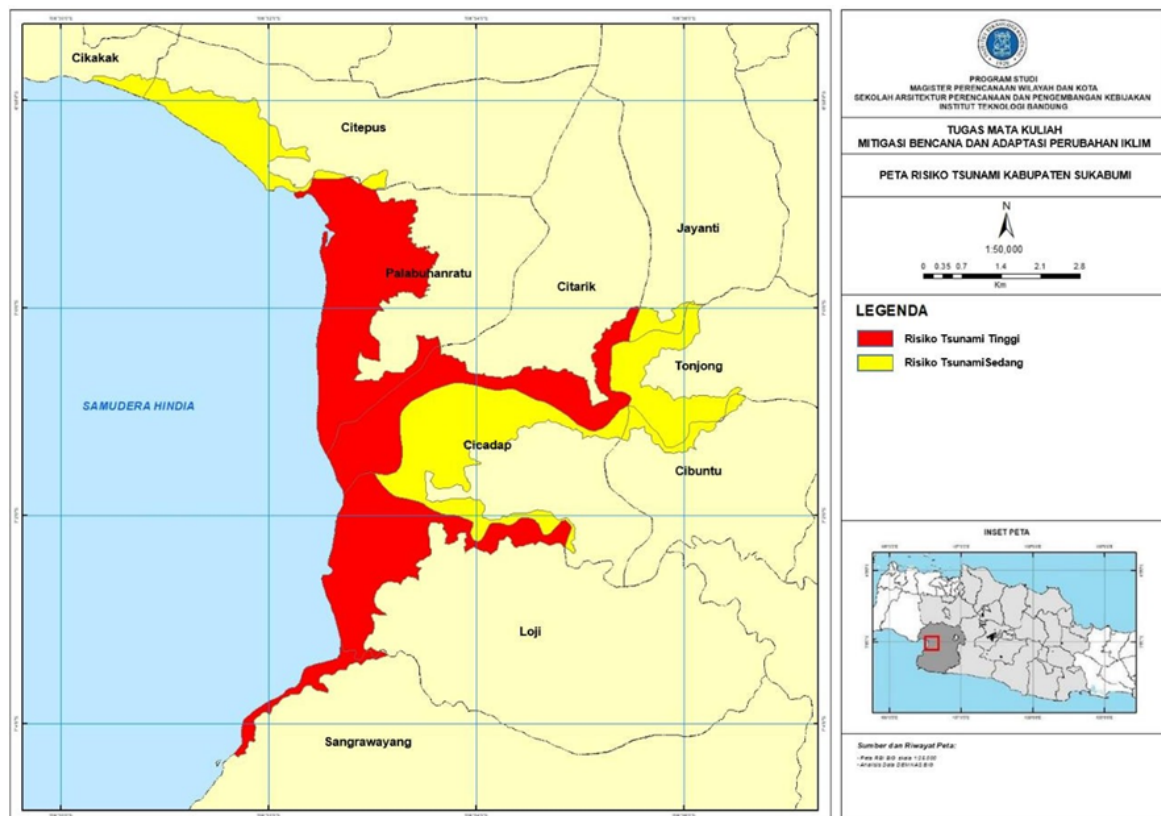 Cikakak
Citepus
Jayanti
Palabuhanratu
Citarik
Tonjong
SAMUDERA HINDIA
Cicadap
Cibuntu
Loji
Sangrawayang
PROGRAM STUDI
MAGISTER PERENCANAAN WILAYAH DAN KOTA
SEKOLAH ARSITEKTUR PERENCANAAN DAN PENGEMBANGAN KEBIJAKAN
INSTITUT TEKNOLOGI BANDUNG
TUGAS MATA KULIAH
MITIGASI BENCANA DAN ADAPTASI PERUBAHAN IKLIM
PETA RISIKO TSUNAMI KABUPATEN SUKABUMI
N
1:50,000
0 0.35 0.7 1.4 2.1 2.8
Km
LEGENDA
Risiko Tsunami Tinggi
Risiko TsunamiSedang
INSET PETA
Sumber dan Riwayat Peta: